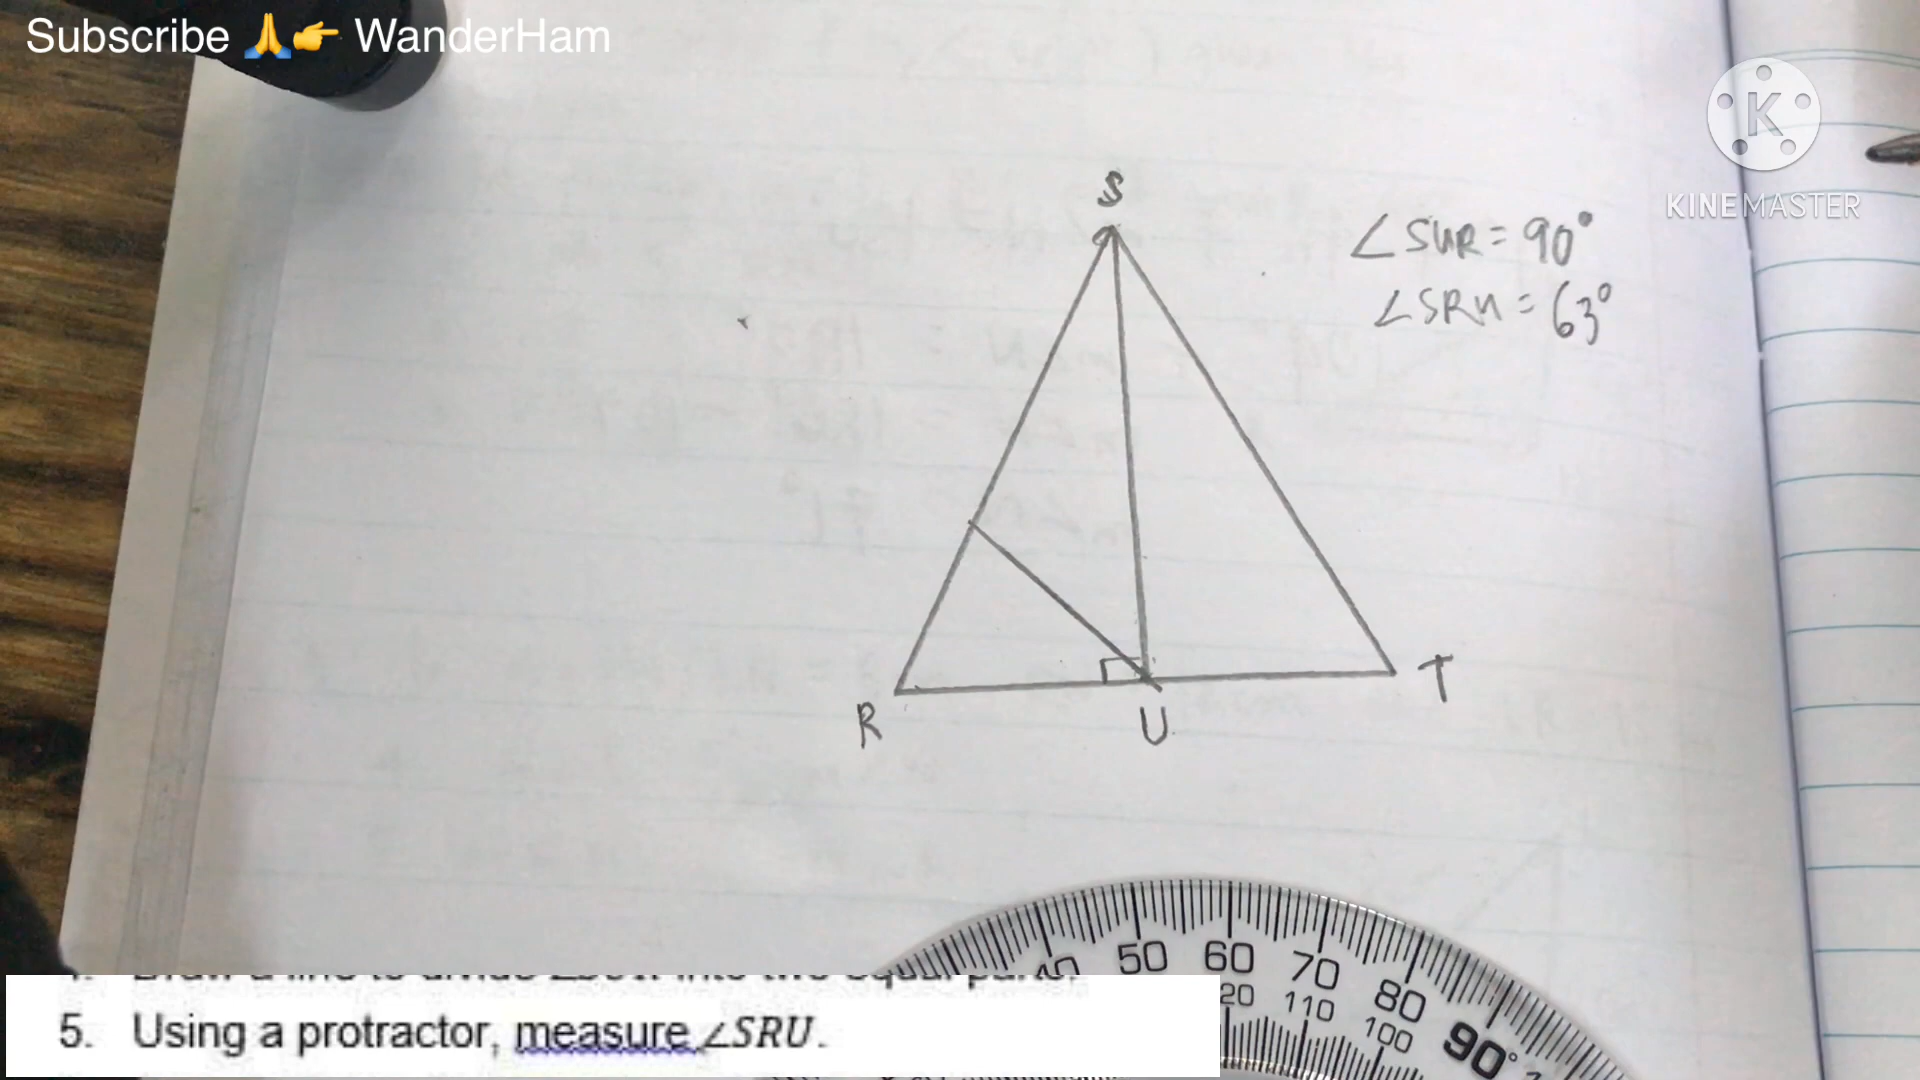 Subscribe 🙏👉 WanderHam
KINEMASTER
S
∠SUR = 90°
∠SRU = 63°
R
U
T
40 50 60 70 80 90°
110 100
5. Using a protractor, measure ∠SRU.